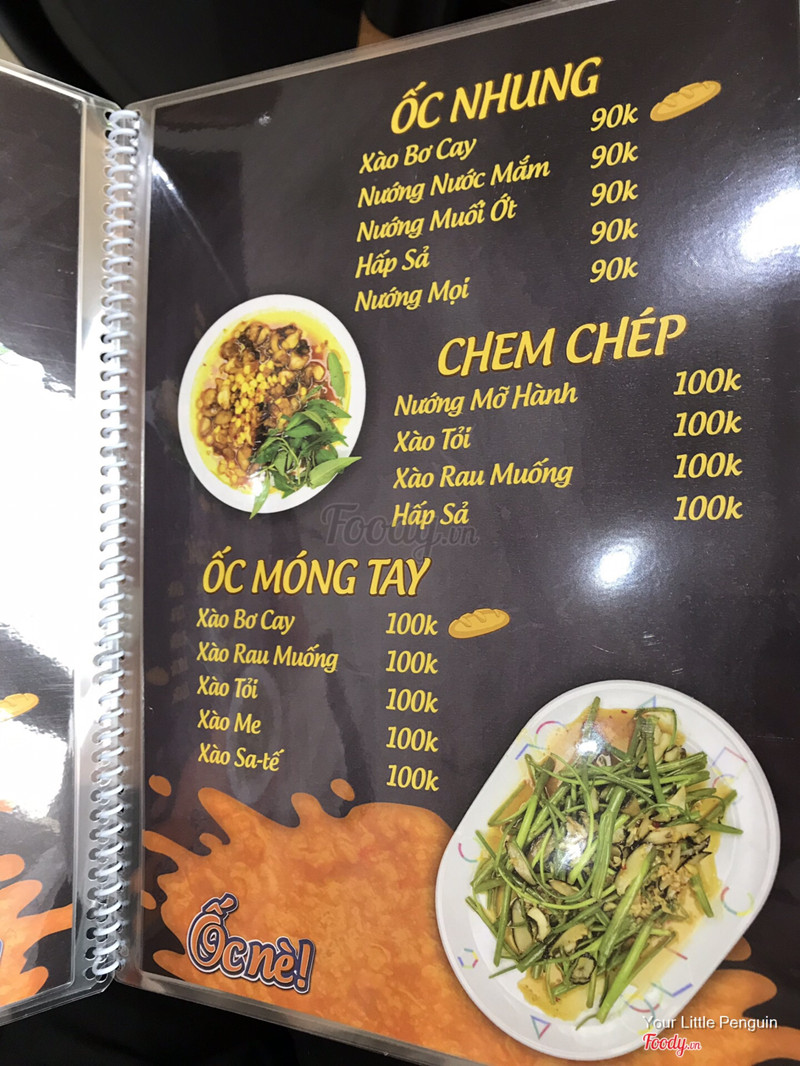 ỐC NHUNG
Xào Bơ Cay 90k
Nướng Nước Mắm 90k
Nướng Muối Ớt 90k
Hấp Sả 90k
Nướng Mọi 90k
CHEM CHÉP
Nướng Mỡ Hành 100k
Xào Tỏi 100k
Xào Rau Muống 100k
Hấp Sả 100k
Foody.vn
ỐC MÓNG TAY
Xào Bơ Cay 100k
Xào Rau Muống 100k
Xào Tỏi 100k
Xào Me 100k
Xào Sa-tế 100k
Ốc nè!
Your Little Penguin
Foody.vn